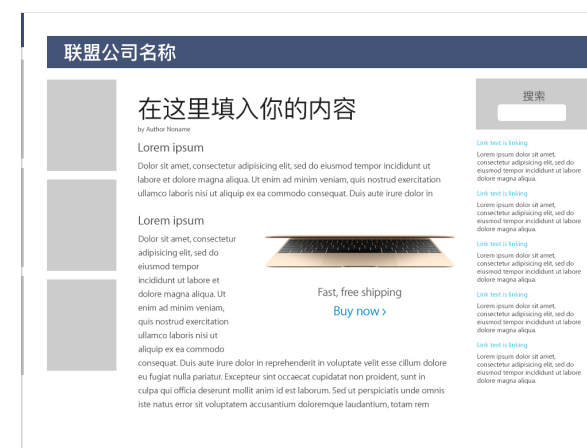 联盟公司名称
在这里填入你的内容
by Author Noname
Lorem ipsum
Dolor sit amet, consectetur adipisicing elit, sed do eiusmod tempor incididunt ut
labore et dolore magna aliqua. Ut enim ad minim veniam, quis nostrud exercitation
ullamco laboris nisi ut aliquip ex ea commodo consequat. Duis aute irure dolor in
Lorem ipsum
Dolor sit amet, consectetur
adipisicing elit, sed do
eiusmod tempor
incididunt ut labore et
dolore magna aliqua. Ut
enim ad minim veniam,
quis nostrud exercitation
ullamco laboris nisi ut
aliquip ex ea commodo
consequat. Duis aute irure dolor in reprehenderit in voluptate velit esse cillum dolore
eu fugiat nulla pariatur. Excepteur sint occaecat cupidatat non proident, sunt in
culpa qui officia deserunt mollit anim id est laborum. Sed ut perspiciatis unde omnis
iste natus error sit voluptatem accusantium doloremque laudantium, totam rem
Fast, free shipping
Buy now ›
搜索
Link text is linking
Lorem ipsum dolor sit amet,
consectetur adipisicing elit, sed do
eiusmod tempor incididunt ut labore
dolore magna aliqua.
Link text is linking
Lorem ipsum dolor sit amet,
consectetur adipisicing elit, sed do
eiusmod tempor incididunt ut labore
dolore magna aliqua.
Link text is linking
Lorem ipsum dolor sit amet,
consectetur adipisicing elit, sed do
eiusmod tempor incididunt ut labore
dolore magna aliqua.
Link text is linking
Lorem ipsum dolor sit amet,
consectetur adipisicing elit, sed do
eiusmod tempor incididunt ut labore
dolore magna aliqua.
Link text is linking
Lorem ipsum dolor sit amet,
consectetur adipisicing elit, sed do
eiusmod tempor incididunt ut labore
dolore magna aliqua.